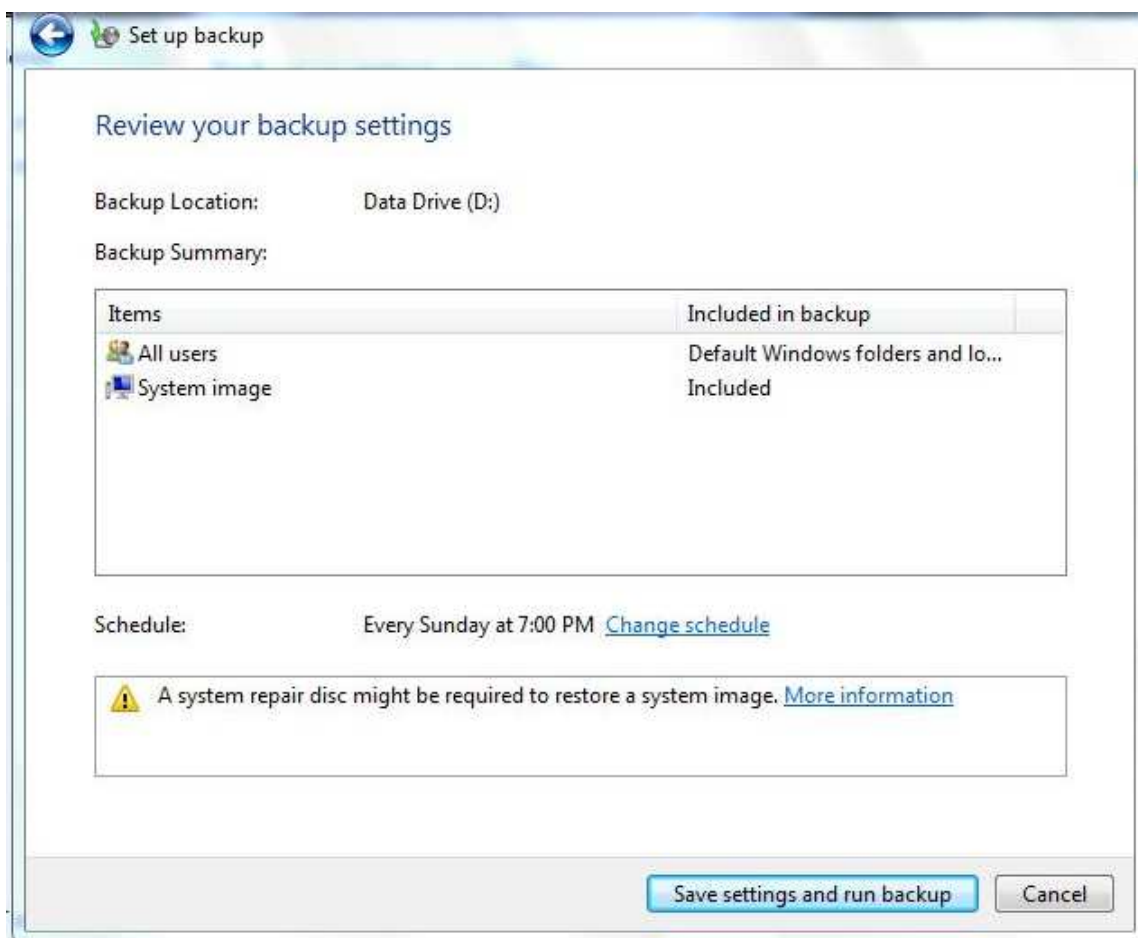 Set up backup
Review your backup settings
Backup Location: Data Drive (D:)
Backup Summary:
Items Included in backup
All users Default Windows folders and lo...
System image Included
Schedule: Every Sunday at 7:00 PM Change schedule
A system repair disc might be required to restore a system image. More information
Save settings and run backup Cancel